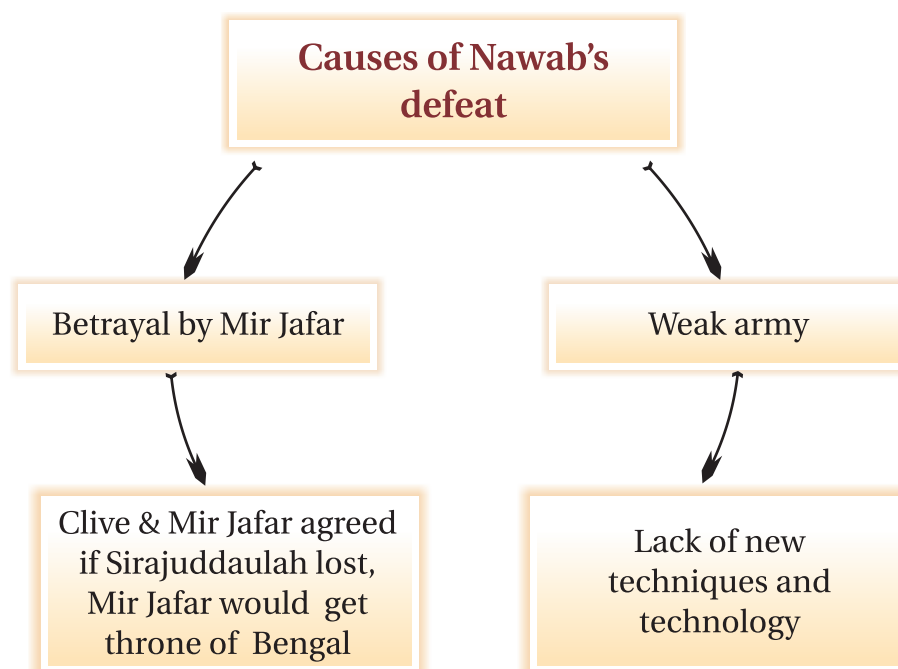 Causes of Nawab’s
defeat
Betrayal by Mir Jafar
Weak army
Clive & Mir Jafar agreed
if Sirajuddaulah lost,
Mir Jafar would get
throne of Bengal
Lack of new
techniques and
technology